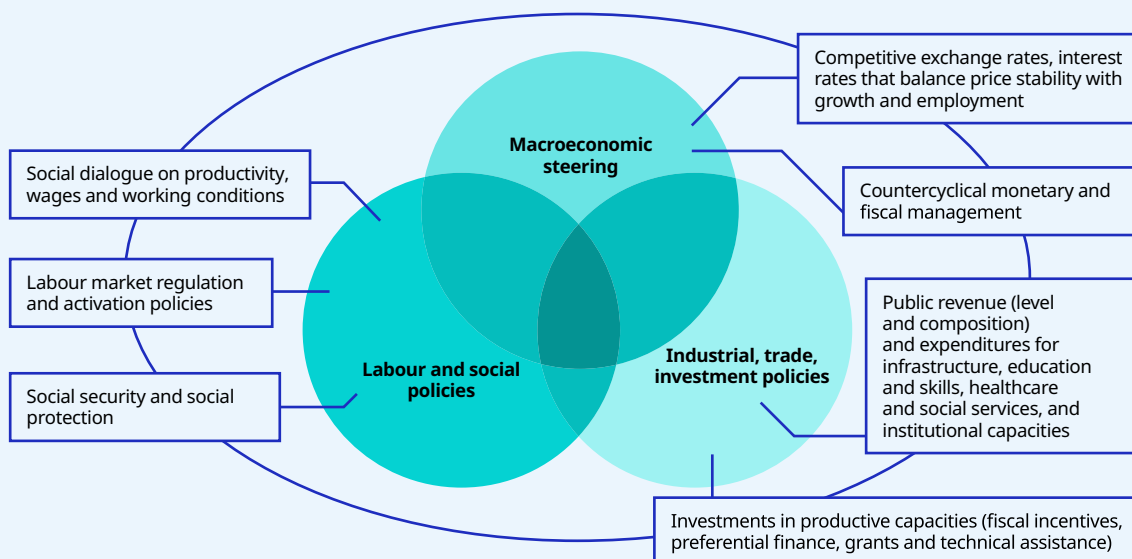 Competitive exchange rates, interest
rates that balance price stability with
growth and employment
Macroeconomic
steering
Social dialogue on productivity,
wages and working conditions
Countercyclical monetary and
fiscal management
Labour market regulation
and activation policies
Public revenue (level
and composition)
and expenditures for
infrastructure, education
and skills, healthcare
and social services, and
institutional capacities
Labour and social
policies
Industrial, trade,
investment policies
Social security and social
protection
Investments in productive capacities (fiscal incentives,
preferential finance, grants and technical assistance)